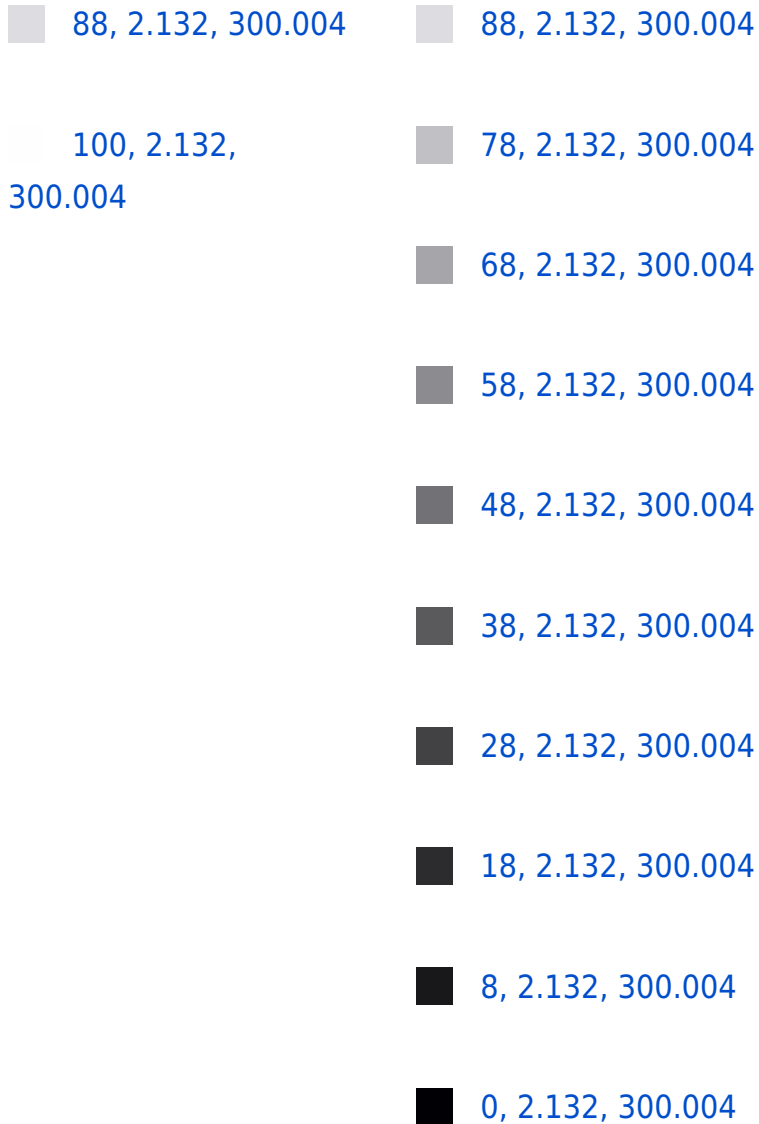 88, 2.132, 300.004
100, 2.132,
300.004
88, 2.132, 300.004
78, 2.132, 300.004
68, 2.132, 300.004
58, 2.132, 300.004
48, 2.132, 300.004
38, 2.132, 300.004
28, 2.132, 300.004
18, 2.132, 300.004
8, 2.132, 300.004
0, 2.132, 300.004